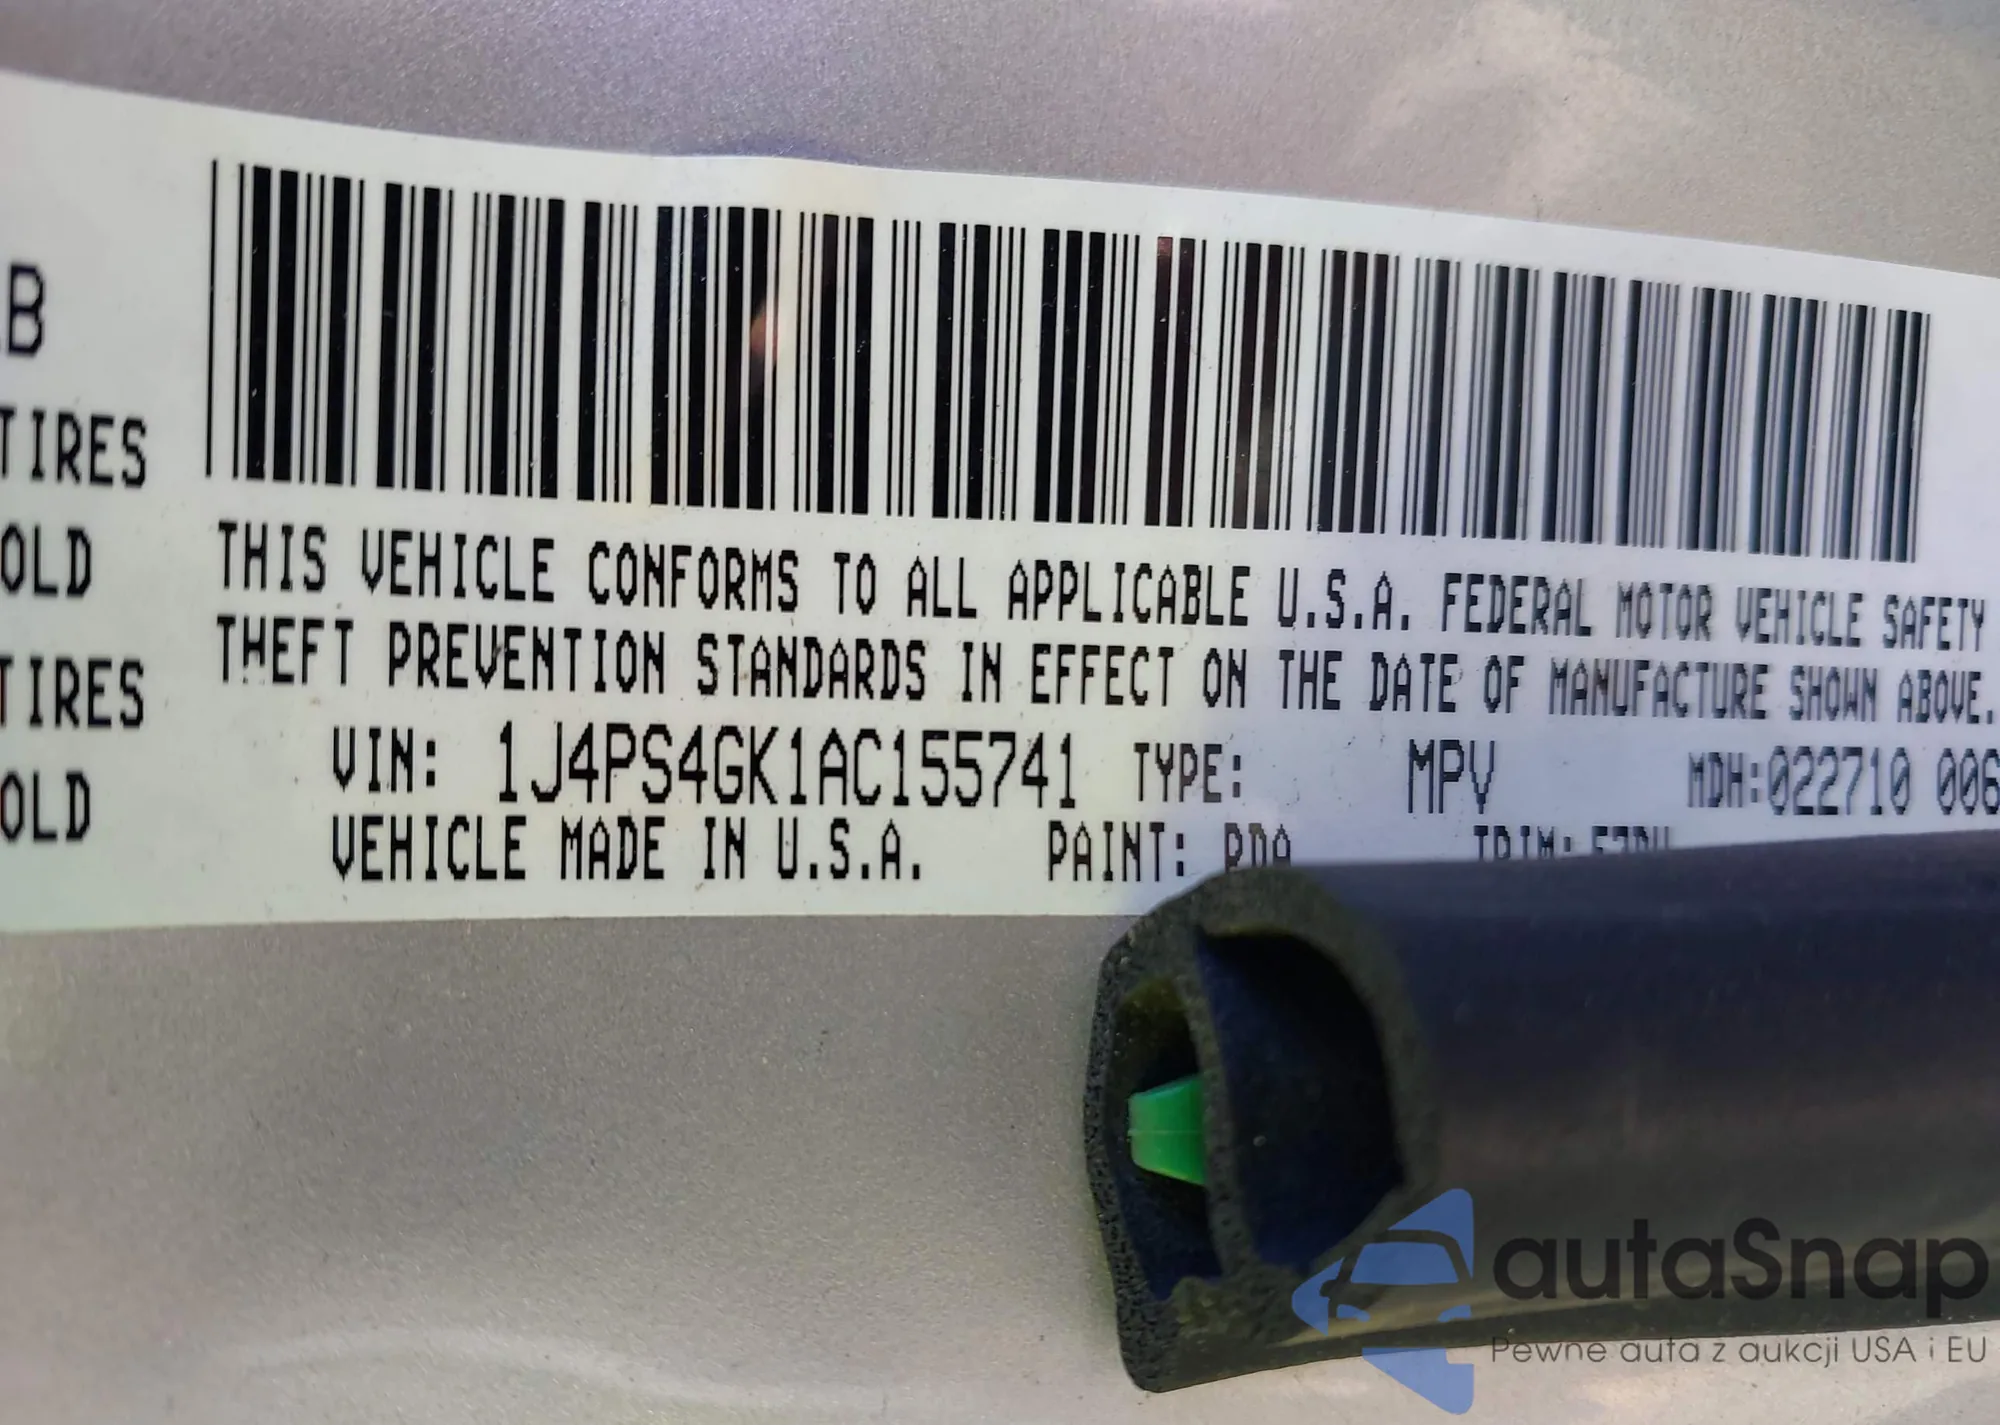 B
TIRES
OLD
TIRES
OLD
THIS VEHICLE CONFORMS TO ALL APPLICABLE U.S.A. FEDERAL MOTOR VEHICLE SAFETY
THEFT PREVENTION STANDARDS IN EFFECT ON THE DATE OF MANUFACTURE SHOWN ABOVE.
VIN: 1J4PS4GK1AC155741 TYPE: MPV MDH:022710 006
VEHICLE MADE IN U.S.A. PAINT: TRIM:
autaSnap
Pewne auta z aukcji USA i EU